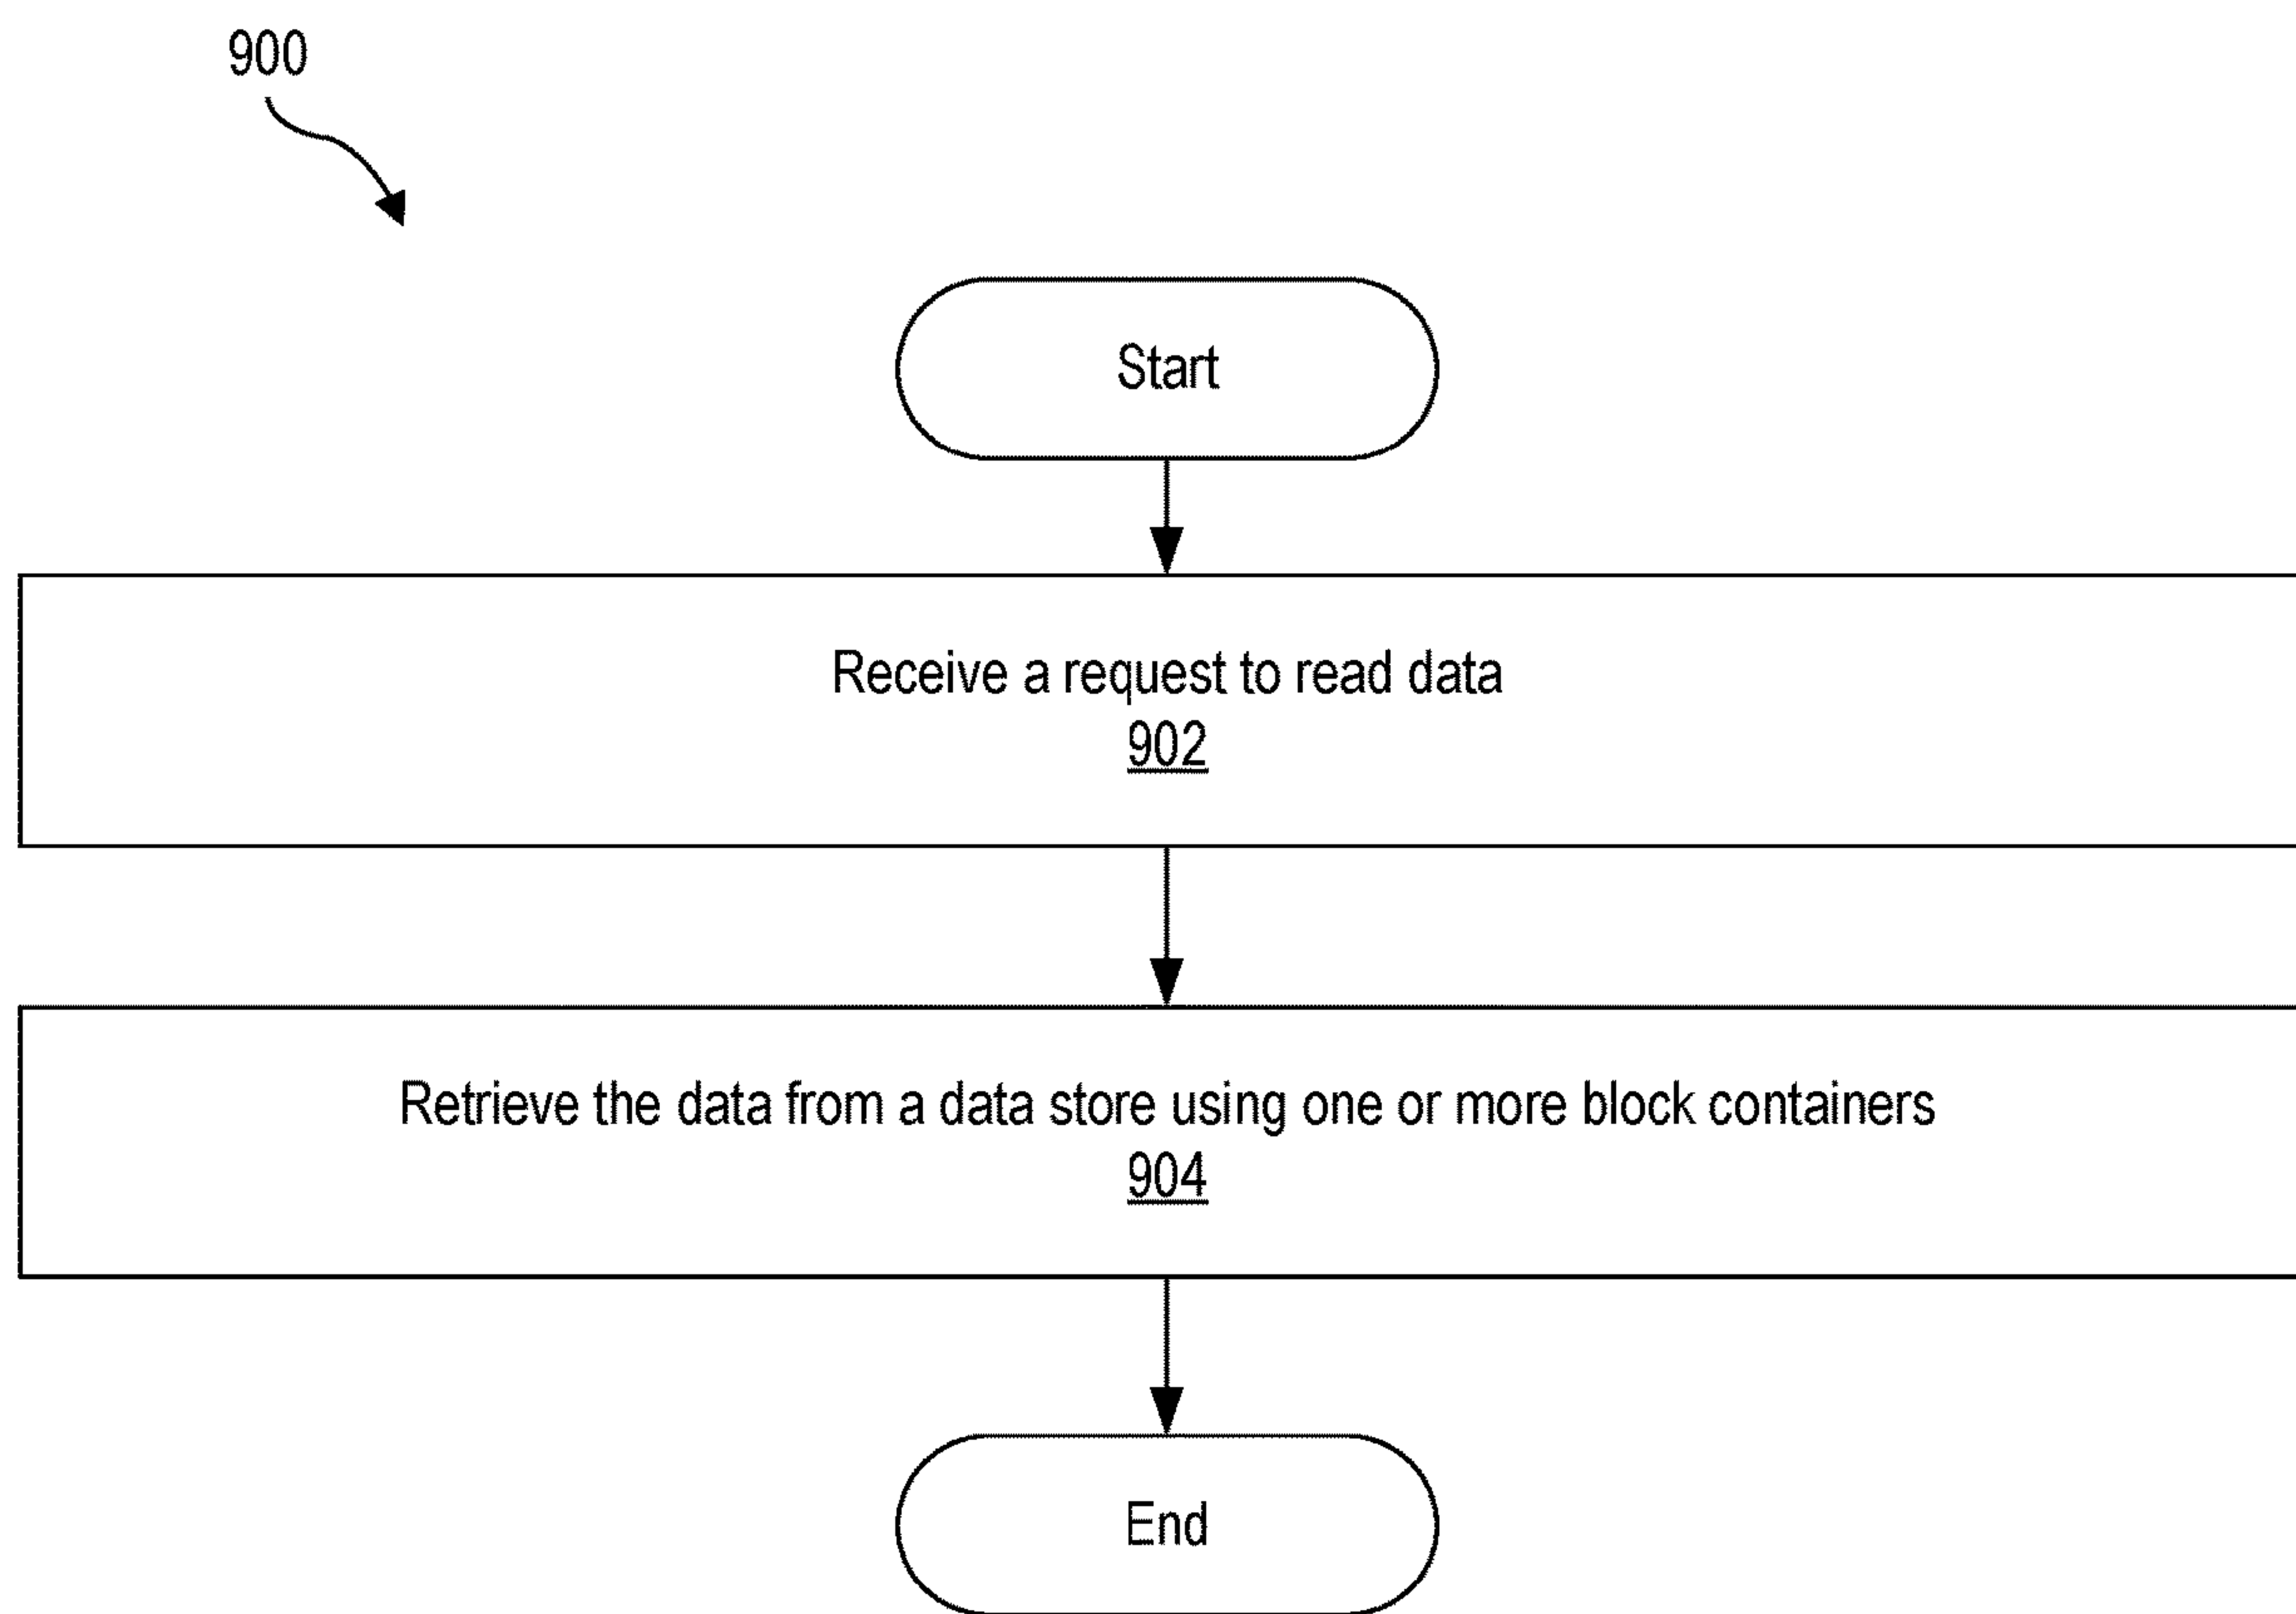 900
Start
Receive a request to read data
902
Retrieve the data from a data store using one or more block containers
904
End